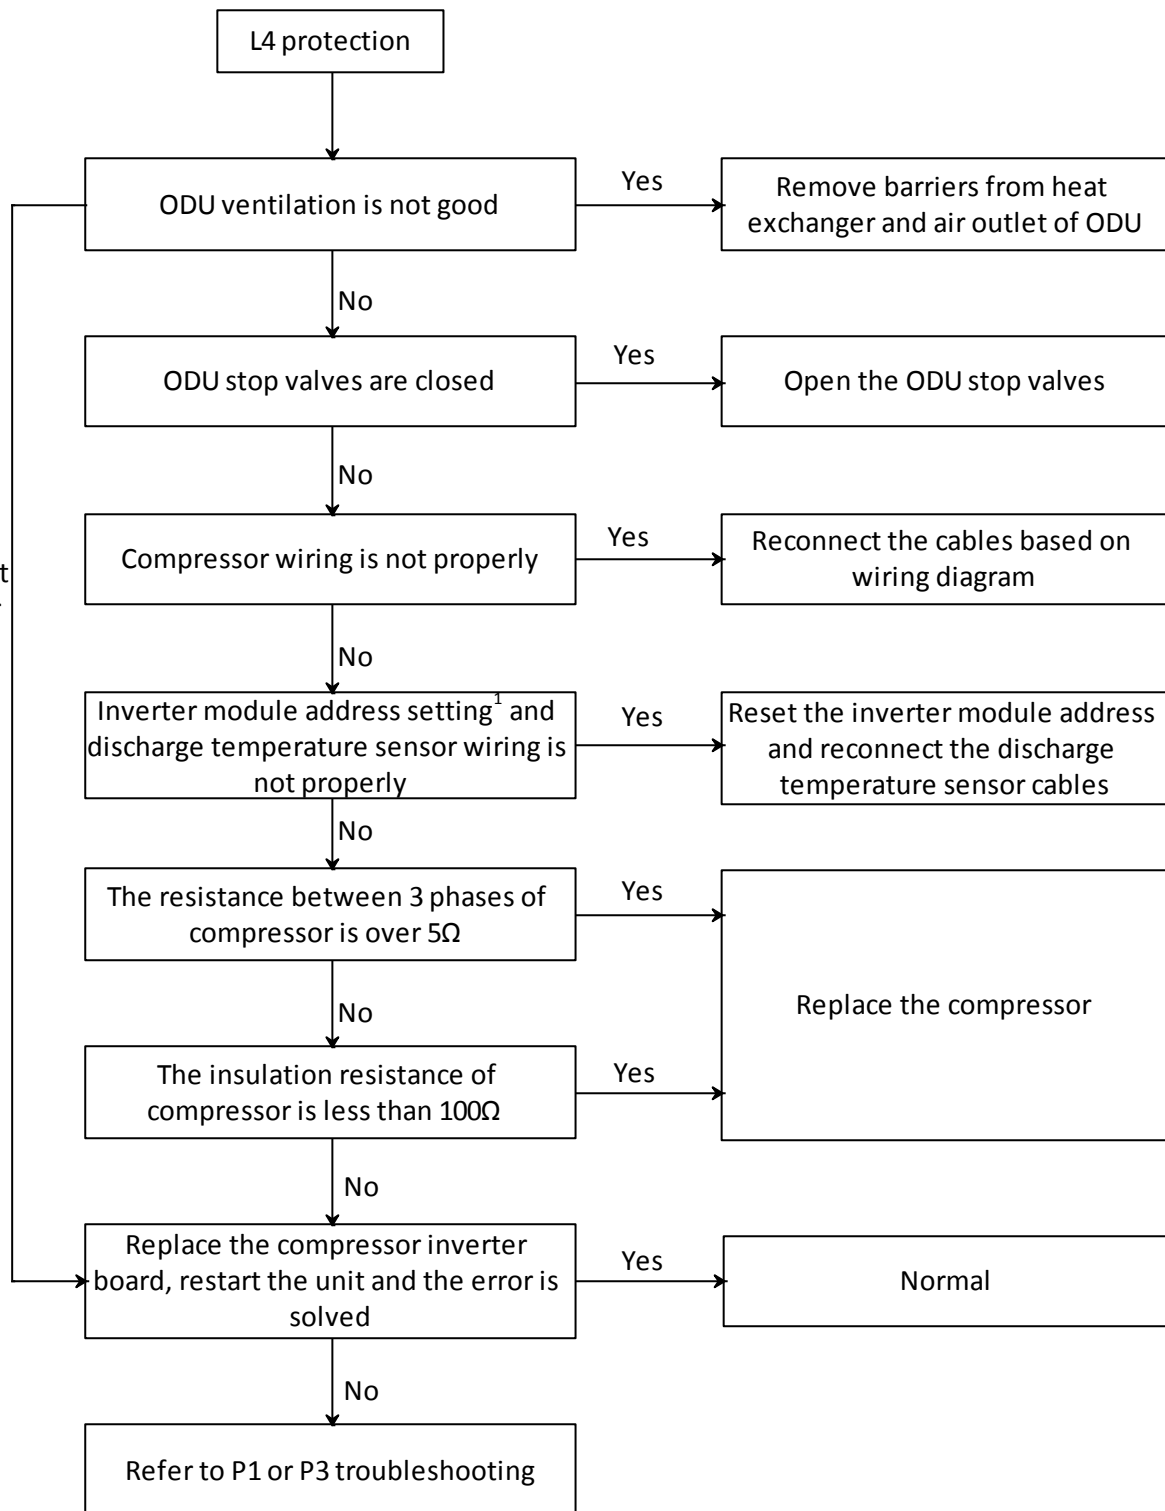 L4 protection
ODU ventilation is not good
Yes
Remove barriers from heat
exchanger and air outlet of ODU
No
ODU stop valves are closed
Yes
Open the ODU stop valves
No
Compressor wiring is not properly
Yes
Reconnect the cables based on
wiring diagram
t
No
Inverter module address setting¹ and
discharge temperature sensor wiring is
not properly
Yes
Reset the inverter module address
and reconnect the discharge
temperature sensor cables
No
The resistance between 3 phases of
compressor is over 5Ω
Yes
Replace the compressor
No
The insulation resistance of
compressor is less than 100Ω
Yes
No
Replace the compressor inverter
board, restart the unit and the error is
solved
Yes
Normal
No
Refer to P1 or P3 troubleshooting